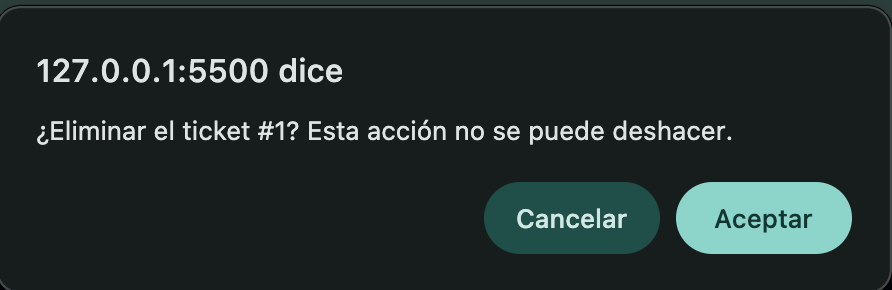 127.0.0.1:5500 dice
¿Eliminar el ticket #1? Esta acción no se puede deshacer.
Cancelar
Aceptar